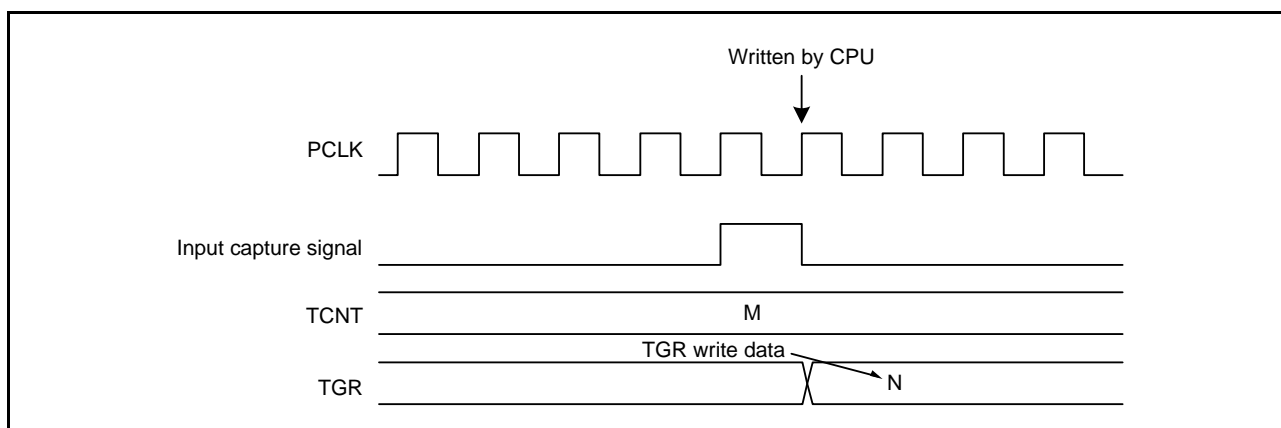 Written by CPU
PCLK
Input capture signal
TCNT
M
TGR write data
TGR
N